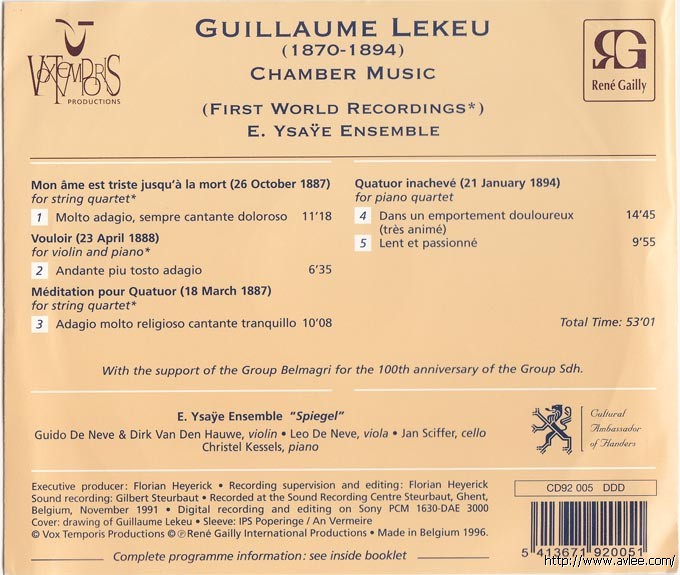 VOX TEMPORIS
PRODUCTIONS
GUILLAUME LEKEU
(1870-1894)
CHAMBER MUSIC
(FIRST WORLD RECORDINGS*)
E. YSAŸE ENSEMBLE
RG
René Gailly
Mon âme est triste jusqu'à la mort (26 October 1887)
for string quartet*
1 Molto adagio, sempre cantante doloroso 11'18
Vouloir (23 April 1888)
for violin and piano*
2 Andante piu tosto adagio 6'35
Méditation pour Quatuor (18 March 1887)
for string quartet*
3 Adagio molto religioso cantante tranquillo 10'08
Quatuor inachevé (21 January 1894)
for piano quartet
4 Dans un emportement douloureux 14'45
(très animé)
5 Lent et passionné 9'55
Total Time: 53'01
With the support of the Group Belmagri for the 100th anniversary of the Group Sdh.
E. Ysaÿe Ensemble "Spiegel"
Guido De Neve & Dirk Van Den Hauwe, violin • Leo De Neve, viola • Jan Sciffer, cello
Christel Kessels, piano
Cultural
Ambassador
of Flanders
Executive producer: Florian Heyerick • Recording supervision and editing: Florian Heyerick
Sound recording: Gilbert Steurbaut • Recorded at the Sound Recording Centre Steurbaut, Ghent,
Belgium, November 1991 • Digital recording and editing on Sony PCM 1630-DAE 3000
Cover: drawing of Guillaume Lekeu • Sleeve: IPS Poperinge / An Vermeire
© Vox Temporis Productions ©℗René Gailly International Productions • Made in Belgium 1996.
Complete programme information: see inside booklet
CD92 005 DDD
5 413671 920051
http://www.avlee.com/